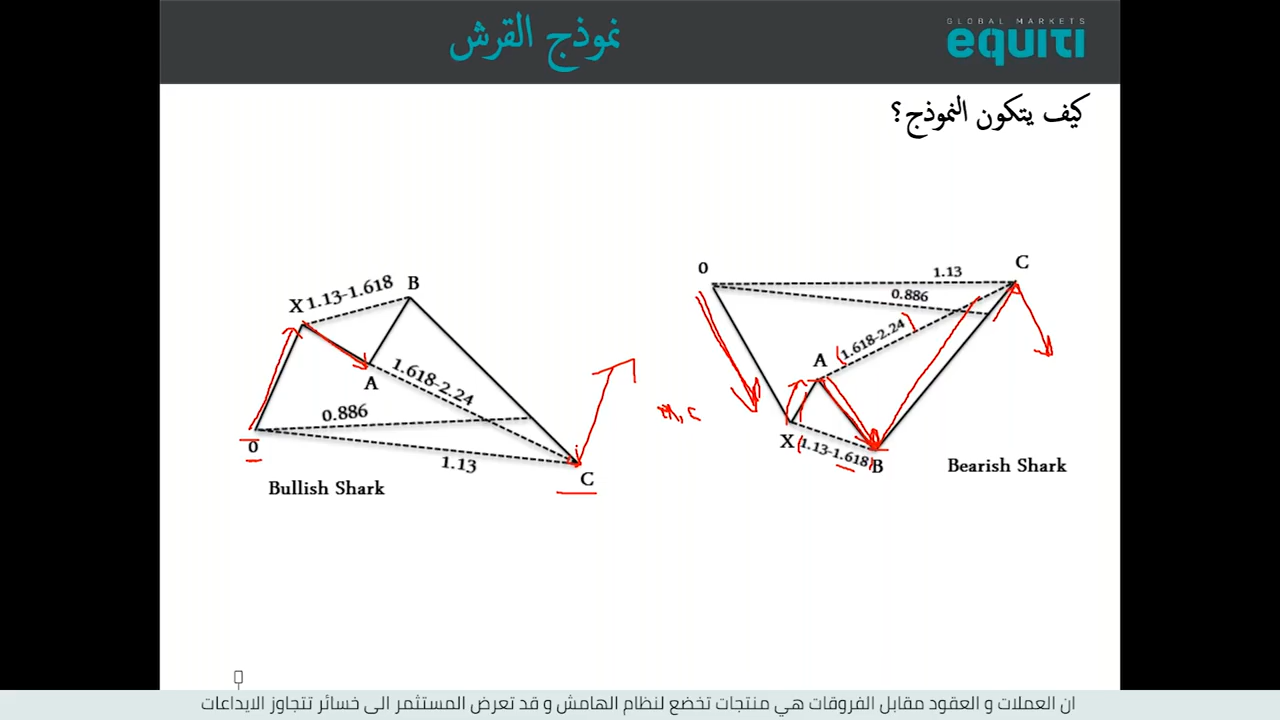 نموذج القرش
GLOBAL MARKETS
equiti
كيف يتكون النموذج؟
X 1.13-1.618 B
A
1.618-2.24
0.886
0
1.13
C
Bullish Shark
0
1.13
C
0.886
A
1.618-2.24
X
1.13-1.618
B
Bearish Shark
ان العملات و العقود مقابل الفروقات هي منتجات تخضع لنظام الهامش و قد تعرض المستثمر الى خسائر تتجاوز الايداعات